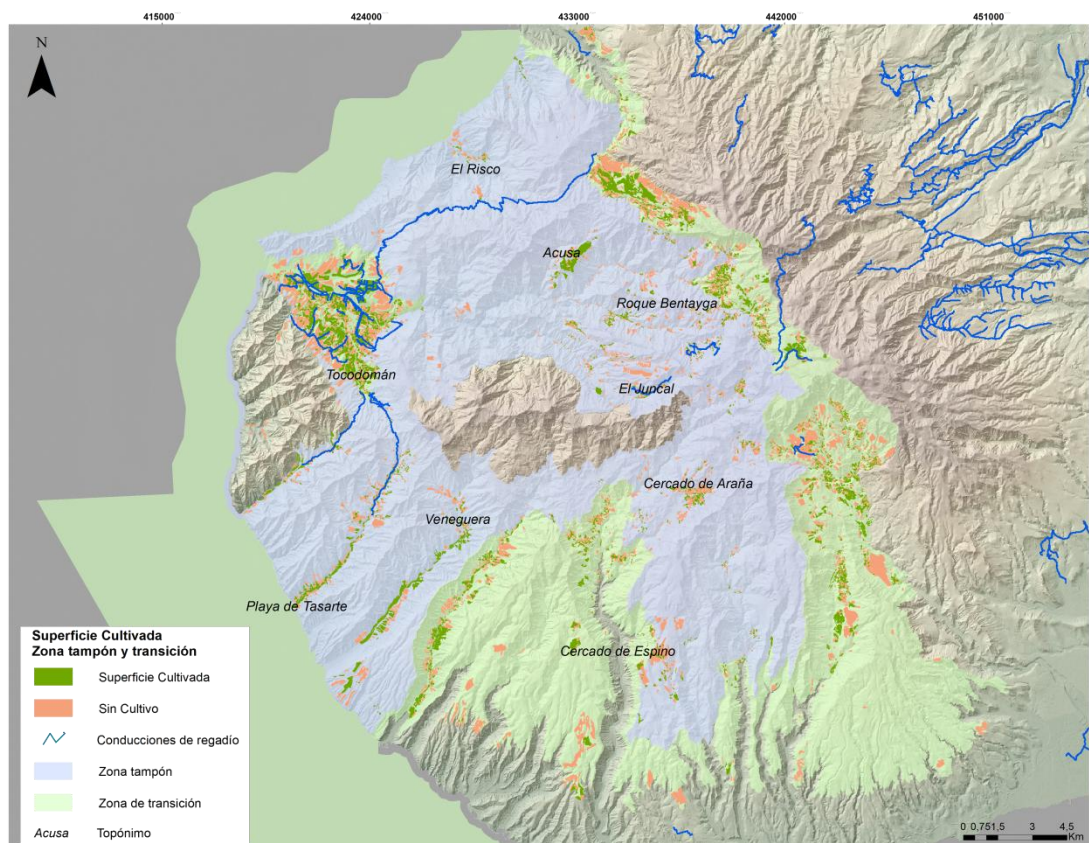 415000 424000 433000 442000 451000
N
El Risco
Acusa
Roque Bentayga
Tocodomán
El Juncal
Cercado de Araña
Veneguera
Playa de Tasarte
Cercado de Espino
Superficie Cultivada
Zona tampón y transición
Superficie Cultivada
Sin Cultivo
Conducciones de regadío
Zona tampón
Zona de transición
Acusa Topónimo
0 0,751,5 3 4,5
Km